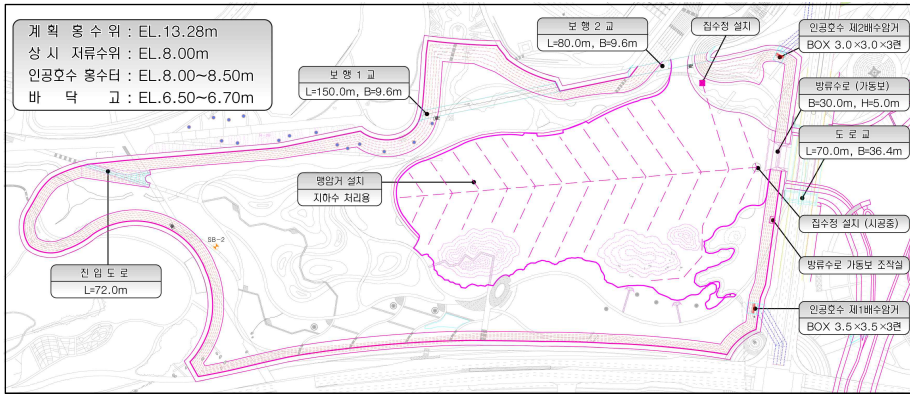 계 획 홍 수 위 : EL.13.28m
상 시 저류수위 : EL.8.00m
인공호수 홍수터 : EL.8.00~8.50m
바 닥 고 : EL.6.50~6.70m
보 행 2 교
L=80.0m, B=9.6m
집수정 설치
인공호수 제2배수암거
BOX 3.0×3.0×3련
보 행 1 교
L=150.0m, B=9.6m
방류수로 (가동보)
B=30.0m, H=5.0m
도 로 교
L=70.0m, B=36.4m
맹암거 설치
지하수 처리용
집수정 설치 (시공중)
SB-2
방류수로 가동보 조작실
진 입 도 로
L=72.0m
인공호수 제1배수암거
BOX 3.5×3.5×3련